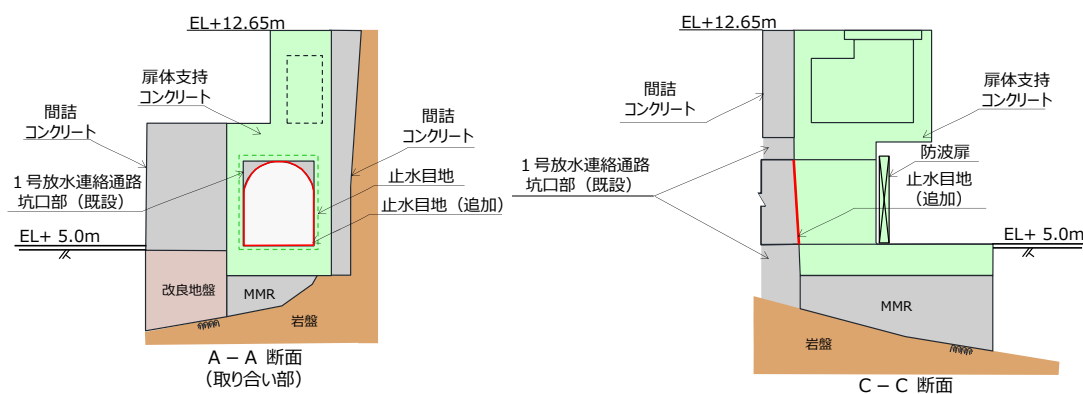 EL+12.65m
扉体支持
コンクリート
間詰
コンクリート
間詰
コンクリート
1号放水連絡通路
坑口部（既設）
止水目地
止水目地（追加）
EL+ 5.0m
改良地盤
MMR
岩盤
A－A 断面
（取り合い部）
EL+12.65m
間詰
コンクリート
扉体支持
コンクリート
1号放水連絡通路
坑口部（既設）
防波扉
止水目地
（追加）
EL+ 5.0m
MMR
岩盤
C－C 断面